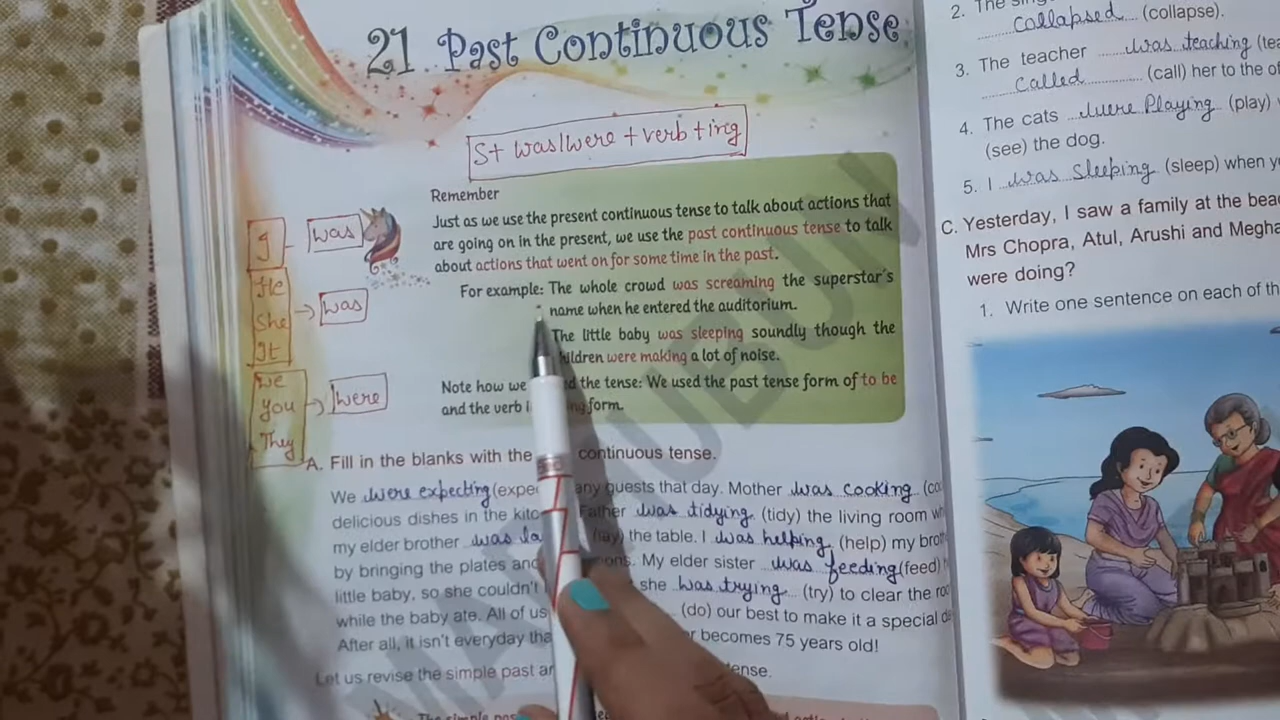 21 Past Continuous Tense
S+ was/were + verb + ing
Remember
Just as we use the present continuous tense to talk about actions that
are going on in the present, we use the past continuous tense to talk
about actions that went on for some time in the past.
For example: The whole crowd was screaming the superstar's
name when he entered the auditorium.
The little baby was sleeping soundly though the
children were making a lot of noise.
Note how we the tense: We used the past tense form of to be
and the verb form.
I was
He
She was
It
We
You were
They
A. Fill in the blanks with the continuous tense.
We were expecting any guests that day. Mother was cooking
delicious dishes in the Father was tidying (tidy) the living room
my elder brother was the table. I was helping (help) my
by bringing the plates My elder sister was feeding (feed)
little baby, so she couldn't she was trying (try) to clear the
while the baby ate. All of us (do) our best to make it a special
After all, it isn't everyday becomes 75 years old!
Let us revise the simple past
2. The
collapsed (collapse).
3. The teacher was teaching
called (call) her to the
4. The cats were playing (play)
(see) the dog.
5. I was sleeping (sleep) when
C. Yesterday, I saw a family at the
Mrs Chopra, Atul, Arushi and
were doing?
1. Write one sentence on each of